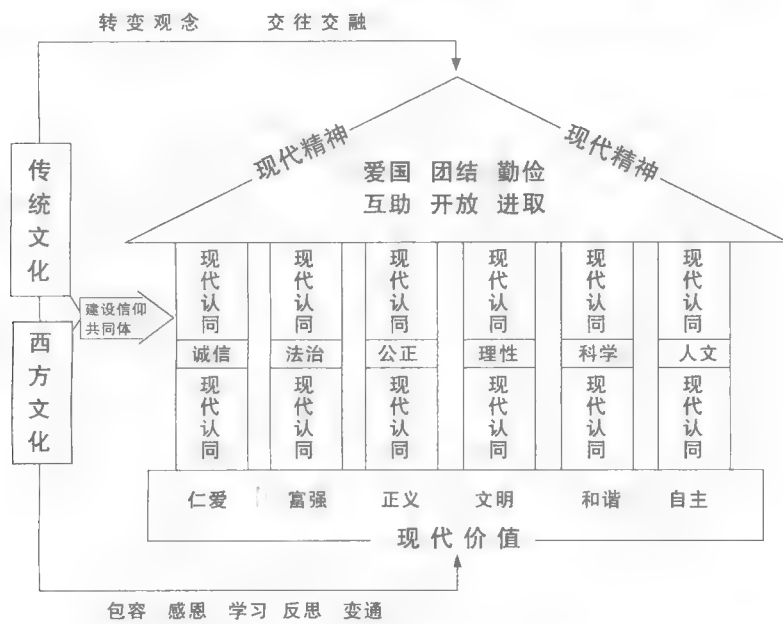 转变观念 交往交融
现代精神
现代精神
爱国 团结 勤俭
互助 开放 进取
传统文化
西方文化
建设信仰
共同体
现代认同 现代认同 现代认同 现代认同 现代认同 现代认同
诚信 法治 公正 理性 科学 人文
现代认同 现代认同 现代认同 现代认同 现代认同 现代认同
仁爱 富强 正义 文明 和谐 自主
现代价值
包容 感恩 学习 反思 变通